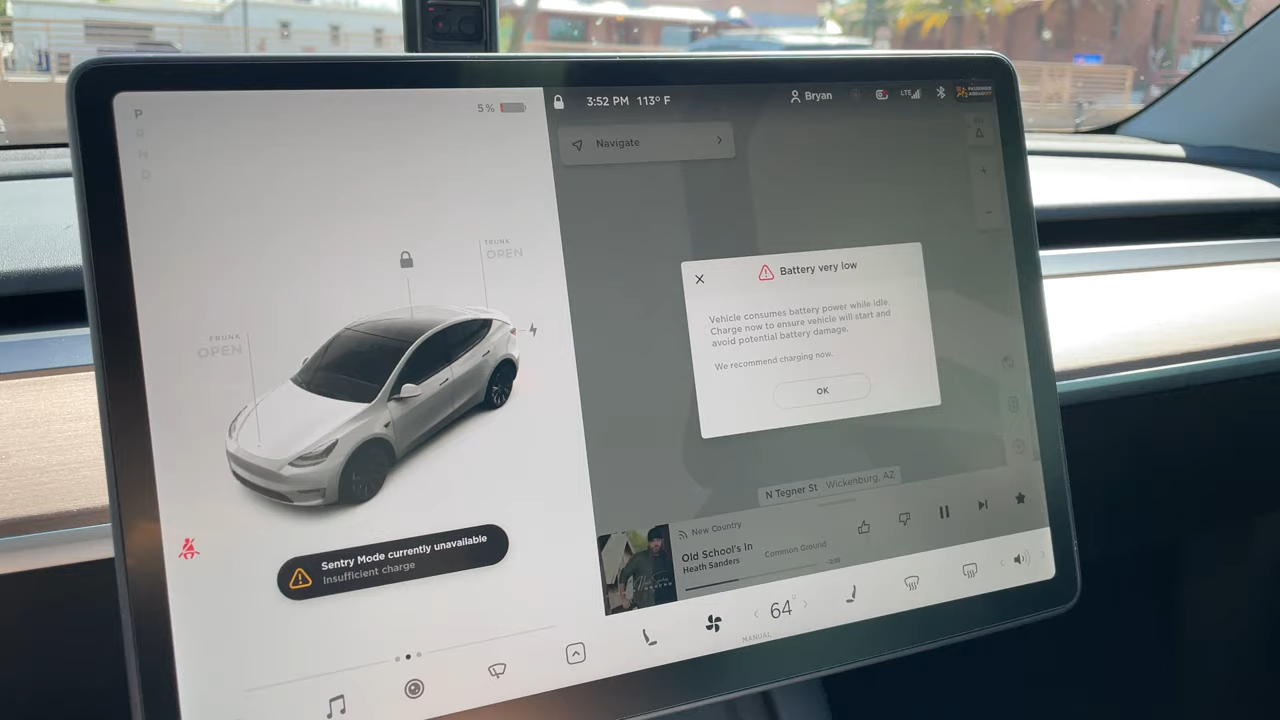 P
R
N
D
5 %
3:52 PM 113° F
Bryan
LTE
PASSENGER
AIRBAG OFF
Navigate
TRUNK
OPEN
FRUNK
OPEN
Battery very low
Vehicle consumes battery power while idle.
Charge now to ensure vehicle will start and
avoid potential battery damage.
We recommend charging now.
OK
N Tegner St Wickenburg, AZ
New Country
Old School's In
Common Ground
Heath Sanders
Sentry Mode currently unavailable
Insufficient charge
64°
MANUAL